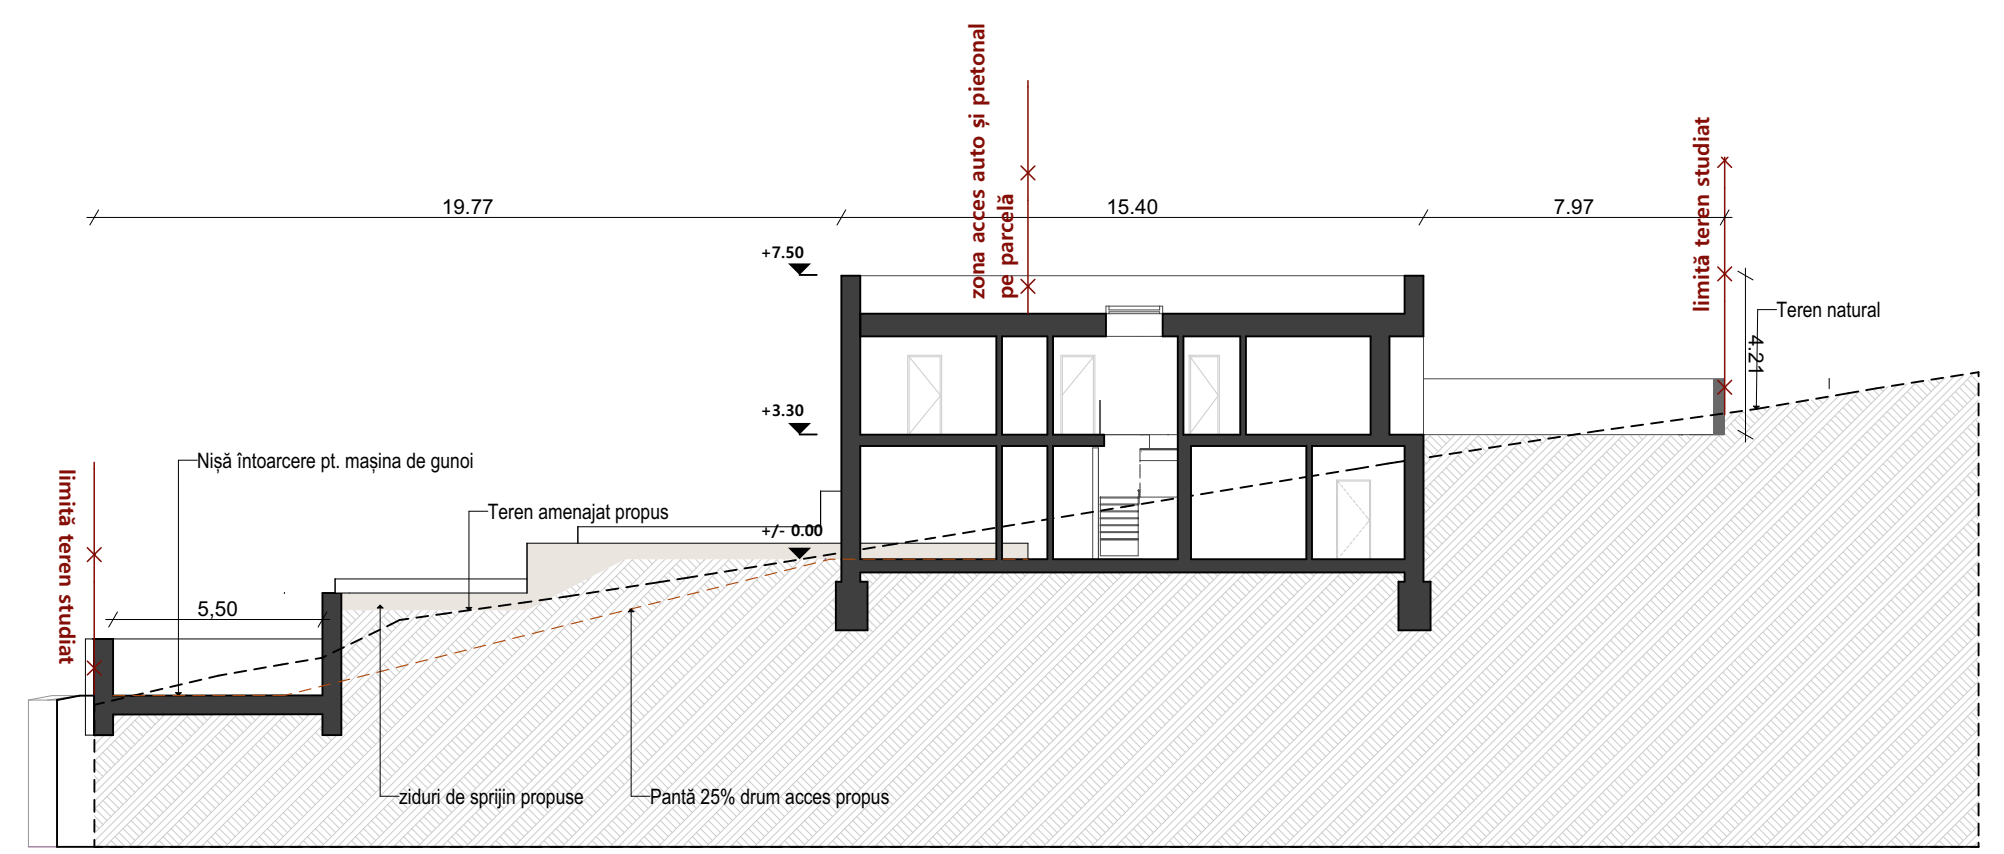 zona acces auto și pietonal
pe parcelă
limită teren studiat
19.77
15.40
7.97
+7.50
Teren natural
4.21
+3.30
Nișă întoarcere pt. mașina de gunoi
limită teren studiat
Teren amenajat propus
+/- 0.00
5,50
ziduri de sprijin propuse
Pantă 25% drum acces propus